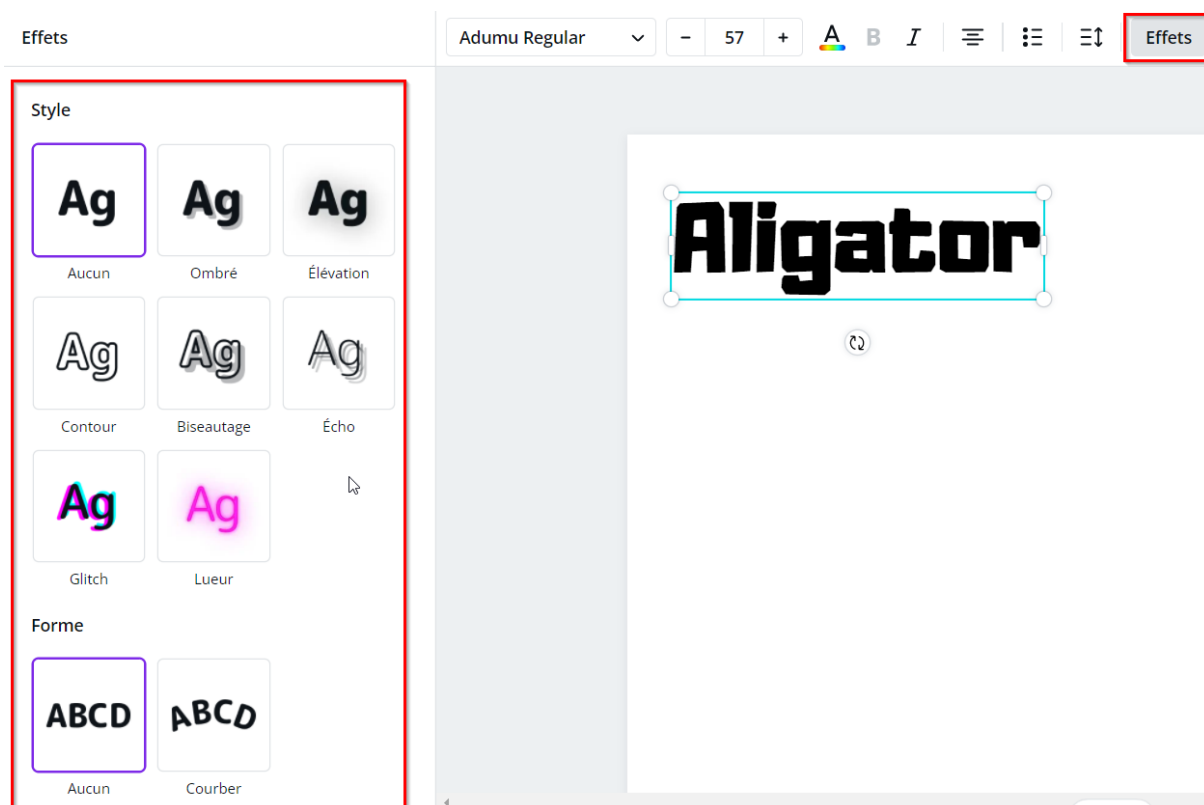 Effets
Adumu Regular
- 57 +
A B I
Effets
Style
Ag Ag Ag
Aucun Ombré Élévation
Ag Ag Ag
Contour Biseautage Écho
Ag Ag
Glitch Lueur
Forme
ABCD ABCD
Aucun Courber
Aligator